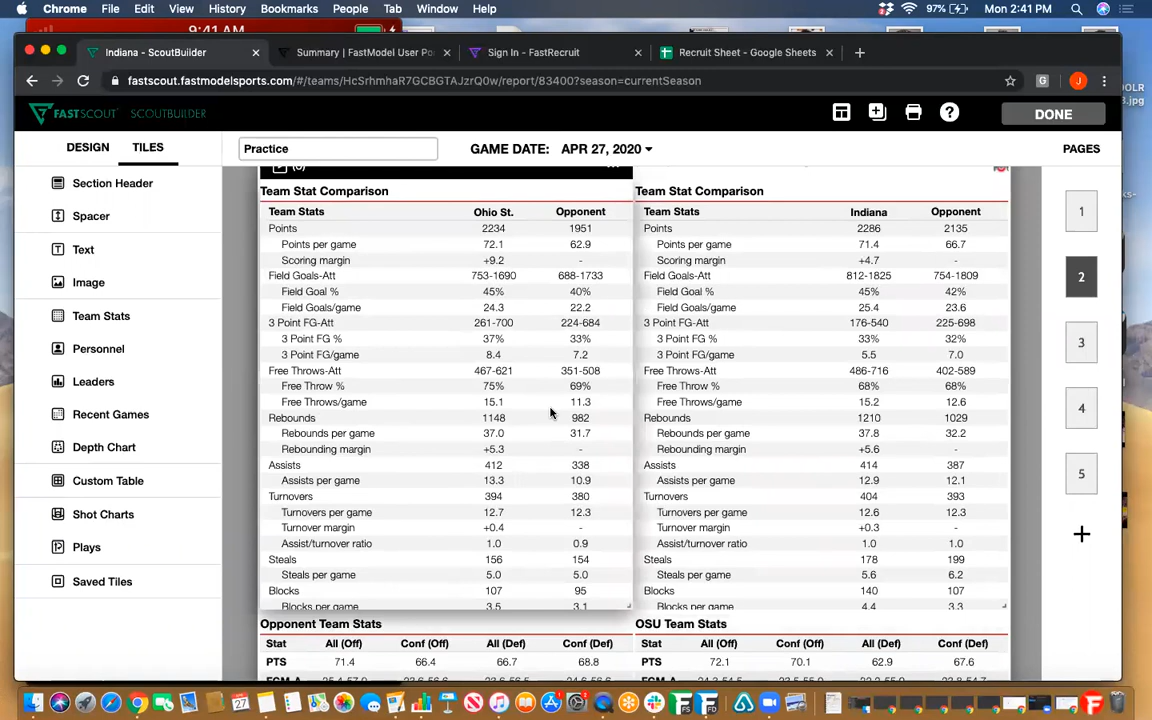 Chrome File Edit View History Bookmarks People Tab Window Help 97% Mon 2:41 PM
9:41 AM
Indiana - ScoutBuilder × Summary | FastModel User Po × Sign In - FastRecruit × Recruit Sheet - Google Sheets × +
fastscout.fastmodelsports.com/#/teams/HcSrhmhaR7GCBGTAJzrQ0w/report/83400?season=currentSeason G J
FASTSCOUT SCOUTBUILDER ? DONE
DESIGN TILES Practice GAME DATE: APR 27, 2020 PAGES
Section Header
Spacer
Text
Image
Team Stats
Personnel
Leaders
Recent Games
Depth Chart
Custom Table
Shot Charts
Plays
Saved Tiles
Team Stat Comparison
Team Stats Ohio St. Opponent
Points 2234 1951
Points per game 72.1 62.9
Scoring margin +9.2 -
Field Goals-Att 753-1690 688-1733
Field Goal % 45% 40%
Field Goals/game 24.3 22.2
3 Point FG-Att 261-700 224-684
3 Point FG % 37% 33%
3 Point FG/game 8.4 7.2
Free Throws-Att 467-621 351-508
Free Throw % 75% 69%
Free Throws/game 15.1 11.3
Rebounds 1148 982
Rebounds per game 37.0 31.7
Rebounding margin +5.3 -
Assists 412 338
Assists per game 13.3 10.9
Turnovers 394 380
Turnovers per game 12.7 12.3
Turnover margin +0.4 -
Assist/turnover ratio 1.0 0.9
Steals 156 154
Steals per game 5.0 5.0
Blocks 107 95
Blocks per game 3.5 3.1
Team Stat Comparison
Team Stats Indiana Opponent
Points 2286 2135
Points per game 71.4 66.7
Scoring margin +4.7 -
Field Goals-Att 812-1825 754-1809
Field Goal % 45% 42%
Field Goals/game 25.4 23.6
3 Point FG-Att 176-540 225-698
3 Point FG % 33% 32%
3 Point FG/game 5.5 7.0
Free Throws-Att 486-716 402-589
Free Throw % 68% 68%
Free Throws/game 15.2 12.6
Rebounds 1210 1029
Rebounds per game 37.8 32.2
Rebounding margin +5.6 -
Assists 414 387
Assists per game 12.9 12.1
Turnovers 404 393
Turnovers per game 12.6 12.3
Turnover margin +0.3 -
Assist/turnover ratio 1.0 1.0
Steals 178 199
Steals per game 5.6 6.2
Blocks 140 107
Blocks per game 4.4 3.3
Opponent Team Stats
Stat All (Off) Conf (Off) All (Def) Conf (Def)
PTS 71.4 66.4 66.7 68.8
OSU Team Stats
Stat All (Off) Conf (Off) All (Def) Conf (Def)
PTS 72.1 70.1 62.9 67.6
1
2
3
4
5
+